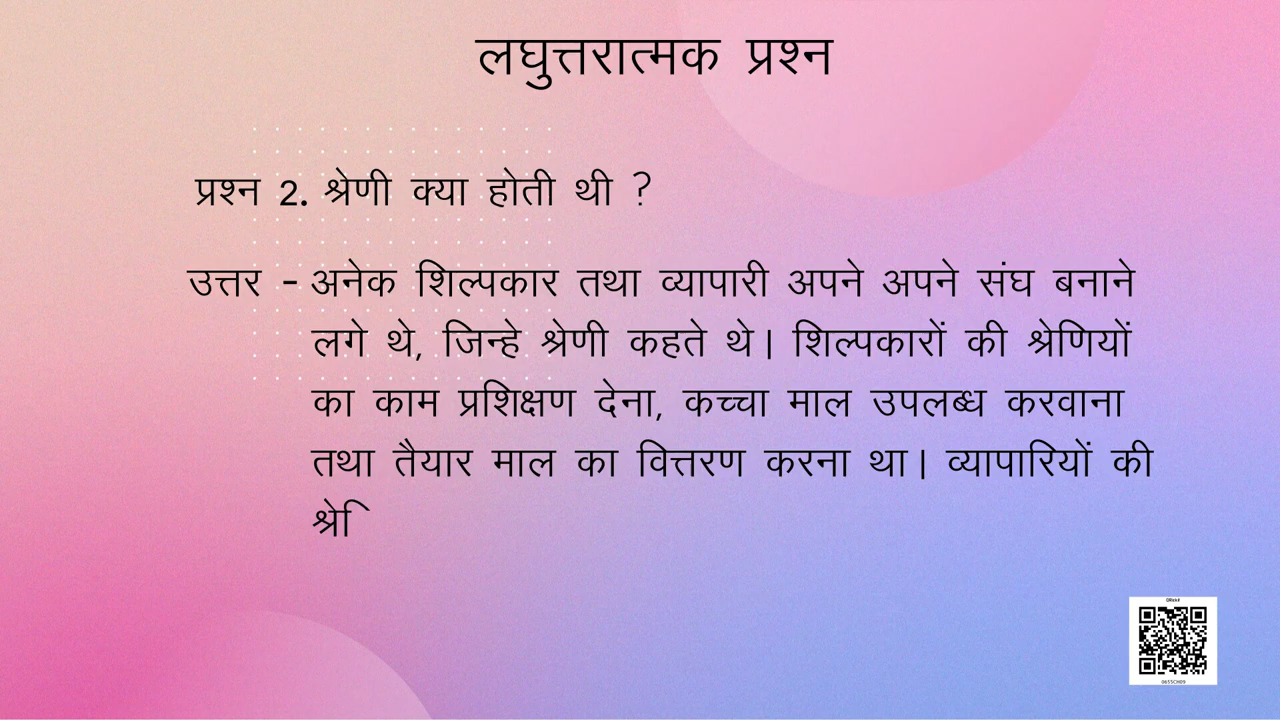 लघुत्तरात्मक प्रश्न
प्रश्न 2. श्रेणी क्या होती थी ?
उत्तर - अनेक शिल्पकार तथा व्यापारी अपने अपने संघ बनाने
लगे थे, जिन्हे श्रेणी कहते थे। शिल्पकारों की श्रेणियों
का काम प्रशिक्षण देना, कच्चा माल उपलब्ध करवाना
तथा तैयार माल का वित्तरण करना था। व्यापारियों की
श्रेि
0655CH09